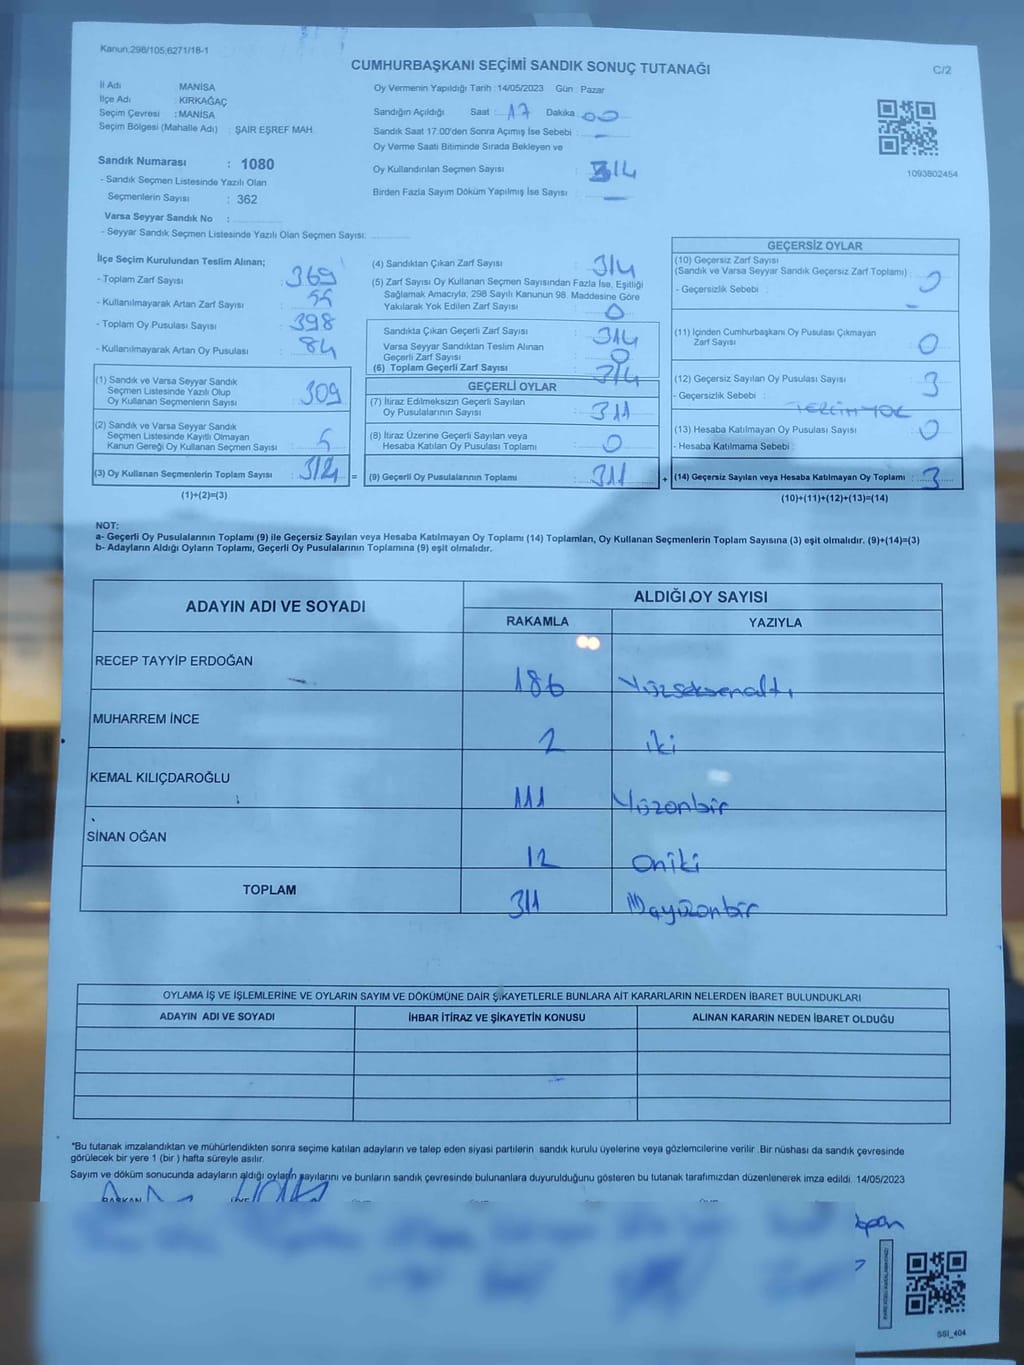 Kanun:298/105,6271/18-1
CUMHURBAŞKANI SEÇİMİ SANDIK SONUÇ TUTANAĞI
C/2
İl Adı : MANİSA
İlçe Adı : KIRKAĞAÇ
Seçim Çevresi : MANİSA
Seçim Bölgesi (Mahalle Adı) : ŞAİR EŞREF MAH.
Sandık Numarası : 1080
- Sandık Seçmen Listesinde Yazılı Olan
Seçmenlerin Sayısı : 362
Varsa Seyyar Sandık No :
- Seyyar Sandık Seçmen Listesinde Yazılı Olan Seçmen Sayısı:
Oy Vermenin Yapıldığı Tarih : 14/05/2023 Gün : Pazar
Sandığın Açıldığı Saat : 17 Dakika : 00
Sandık Saat 17.00'den Sonra Açımış İse Sebebi : —
Oy Verme Saati Bitiminde Sırada Bekleyen ve
Oy Kullandırılan Seçmen Sayısı : 314
Birden Fazla Sayım Döküm Yapılmış İse Sayısı : —
1093802454
İlçe Seçim Kurulundan Teslim Alınan;
- Toplam Zarf Sayısı : 369
- Kullanılmayarak Artan Zarf Sayısı : 55
- Toplam Oy Pusulası Sayısı : 398
- Kullanılmayarak Artan Oy Pusulası : 84
(1) Sandık ve Varsa Seyyar Sandık
Seçmen Listesinde Yazılı Olup
Oy Kullanan Seçmenlerin Sayısı : 309
(2) Sandık ve Varsa Seyyar Sandık
Seçmen Listesinde Kayıtlı Olmayan
Kanun Gereği Oy Kullanan Seçmen Sayısı : 5
(3) Oy Kullanan Seçmenlerin Toplam Sayısı : 314 =
(1)+(2)=(3)
(4) Sandıktan Çıkan Zarf Sayısı : 314
(5) Zarf Sayısı Oy Kullanan Seçmen Sayısından Fazla İse, Eşitliği
Sağlamak Amacıyla, 298 Sayılı Kanunun 98. Maddesine Göre
Yakılarak Yok Edilen Zarf Sayısı : 0
Sandıkta Çıkan Geçerli Zarf Sayısı : 314
Varsa Seyyar Sandıktan Teslim Alınan
Geçerli Zarf Sayısı : 0
(6) Toplam Geçerli Zarf Sayısı : 314
GEÇERLİ OYLAR
(7) İtiraz Edilmeksizin Geçerli Sayılan
Oy Pusulalarının Sayısı : 311
(8) İtiraz Üzerine Geçerli Sayılan veya
Hesaba Katılan Oy Pusulası Toplamı : 0
(9) Geçerli Oy Pusulalarının Toplamı : 311 +
GEÇERSİZ OYLAR
(10) Geçersiz Zarf Sayısı
(Sandık ve Varsa Seyyar Sandık Geçersiz Zarf Toplamı) : 0
- Geçersizlik Sebebi : —
(11) İçinden Cumhurbaşkanı Oy Pusulası Çıkmayan
Zarf Sayısı : 0
(12) Geçersiz Sayılan Oy Pusulası Sayısı : 3
- Geçersizlik Sebebi : TERCİH YOK
(13) Hesaba Katılmayan Oy Pusulası Sayısı : 0
- Hesaba Katılmama Sebebi :
(14) Geçersiz Sayılan veya Hesaba Katılmayan Oy Toplamı : 3
(10)+(11)+(12)+(13)=(14)
NOT:
a- Geçerli Oy Pusulalarının Toplamı (9) ile Geçersiz Sayılan veya Hesaba Katılmayan Oy Toplamı (14) Toplamları, Oy Kullanan Seçmenlerin Toplam Sayısına (3) eşit olmalıdır. (9)+(14)=(3)
b- Adayların Aldığı Oyların Toplamı, Geçerli Oy Pusulalarının Toplamına (9) eşit olmalıdır.
ADAYIN ADI VE SOYADI
ALDIĞI OY SAYISI
RAKAMLA YAZIYLA
RECEP TAYYİP ERDOĞAN 186 Yüzseksenaltı
MUHARREM İNCE 2 iki
KEMAL KILIÇDAROĞLU 111 Yüzonbir
SİNAN OĞAN 12 oniki
TOPLAM 311 üçyüzonbir
OYLAMA İŞ VE İŞLEMLERİNE VE OYLARIN SAYIM VE DÖKÜMÜNE DAİR ŞİKAYETLERLE BUNLARA AİT KARARLARIN NELERDEN İBARET BULUNDUKLARI
ADAYIN ADI VE SOYADI İHBAR İTİRAZ VE ŞİKAYETİN KONUSU ALINAN KARARIN NEDEN İBARET OLDUĞU
*Bu tutanak imzalandıktan ve mühürlendikten sonra seçime katılan adayların ve talep eden siyasi partilerin sandık kurulu üyelerine veya gözlemcilerine verilir .Bir nüshası da sandık çevresinde
görülecek bir yere 1 (bir ) hafta süreyle asılır.
Sayım ve döküm sonucunda adayların aldığı oyların sayılarını ve bunların sandık çevresinde bulunanlara duyurulduğunu gösteren bu tutanak tarafımızdan düzenlenerek imza edildi. 14/05/2023
BAŞKAN
SSİ_404